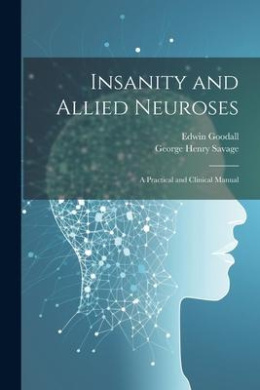 INSANITY AND
ALLIED NEUROSES
Edwin Goodall
George Henry Savage
A Practical and Clinical Manual